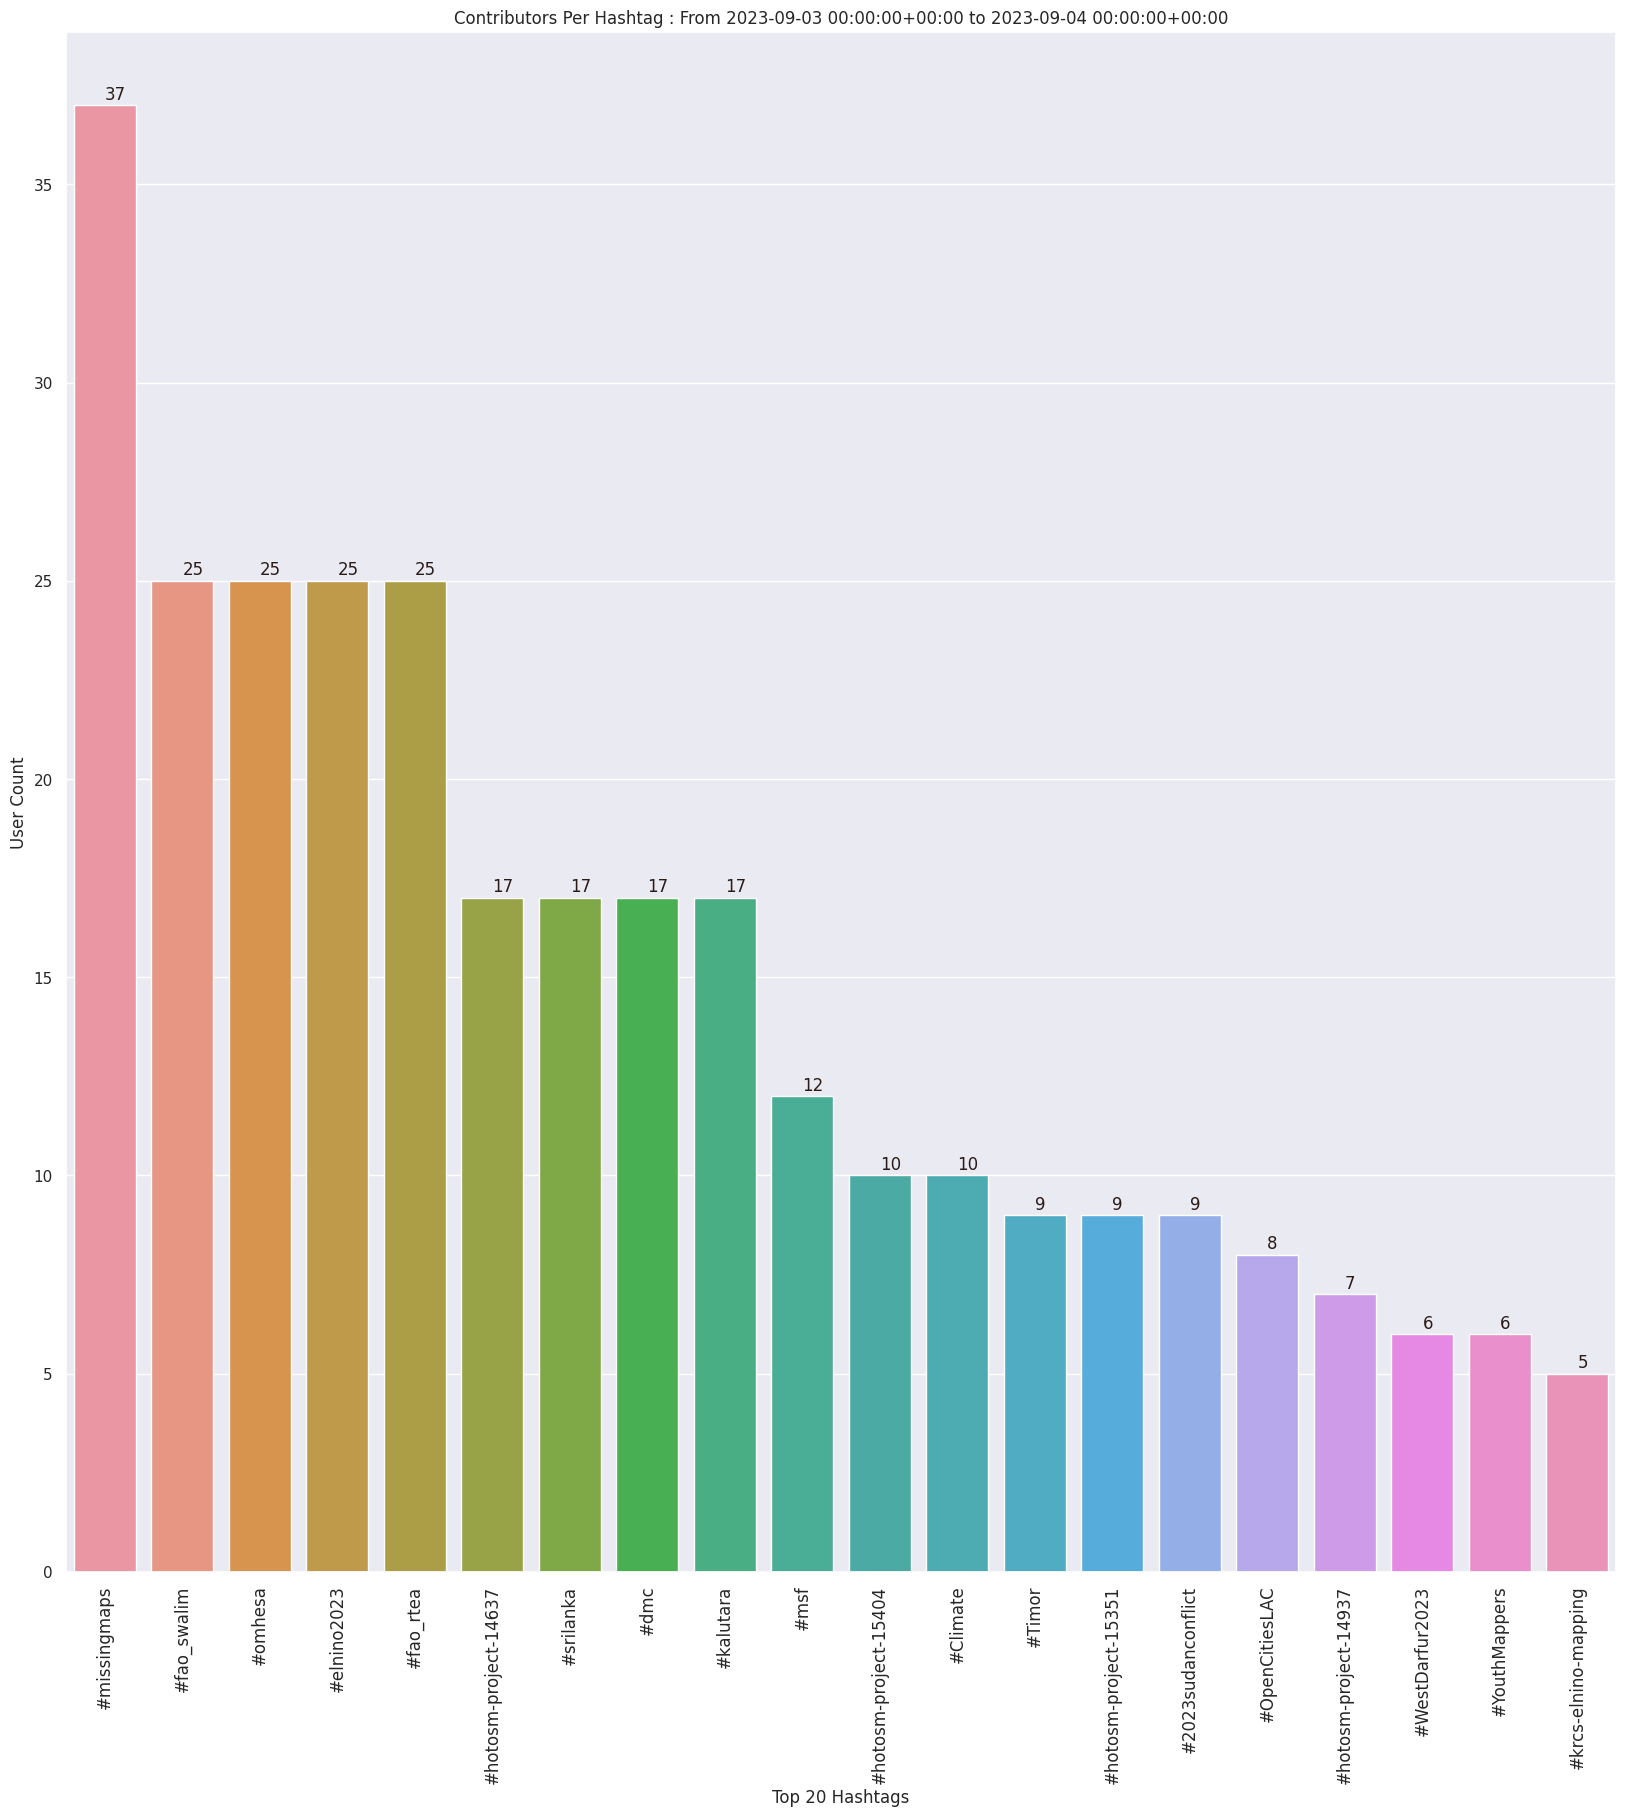 Contributors Per Hashtag : From 2023-09-03 00:00:00+00:00 to 2023-09-04 00:00:00+00:00
User Count
35
30
25
20
15
10
5
0
37
25
25
25
25
17
17
17
17
12
10
10
9
9
9
8
7
6
6
5
#missingmaps
#fao_swalim
#omhesa
#elnino2023
#fao_rtea
#hotosm-project-14637
#srilanka
#dmc
#kalutara
#msf
#hotosm-project-15404
#Climate
#Timor
#hotosm-project-15351
#2023sudanconflict
#OpenCitiesLAC
#hotosm-project-14937
#WestDarfur2023
#YouthMappers
#krcs-elnino-mapping
Top 20 Hashtags